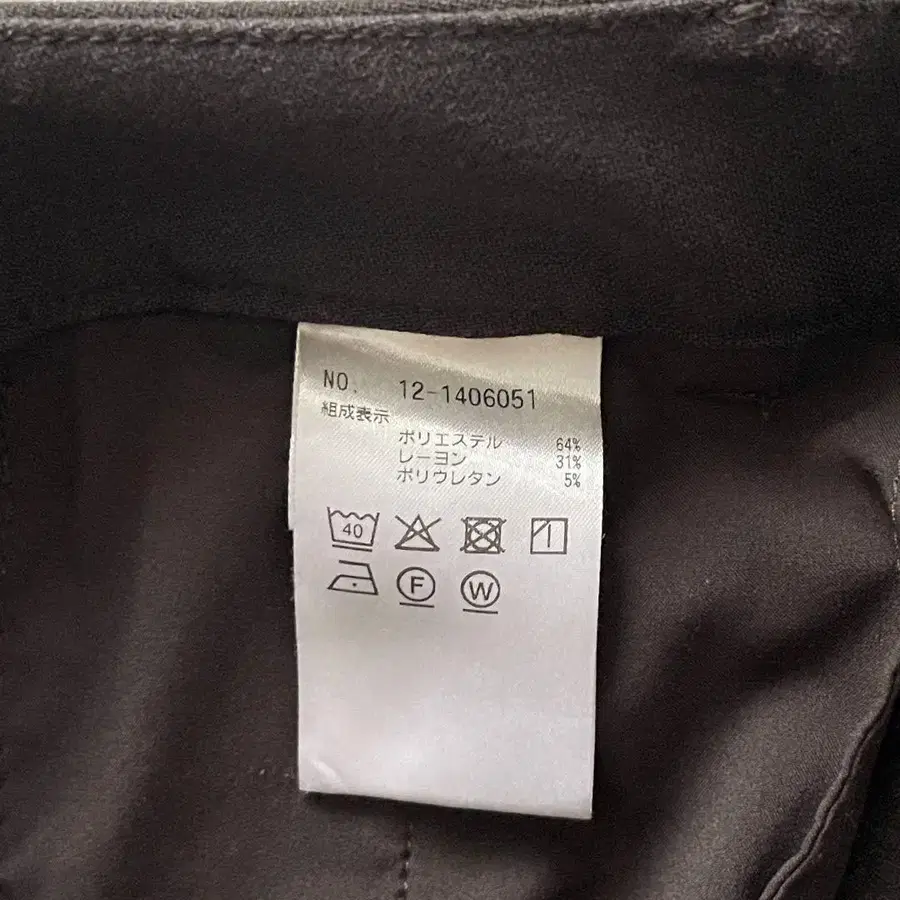 NO. 12-1406051
組成表示
ポリエステル 64%
レーヨン 31%
ポリウレタン 5%
40
F W